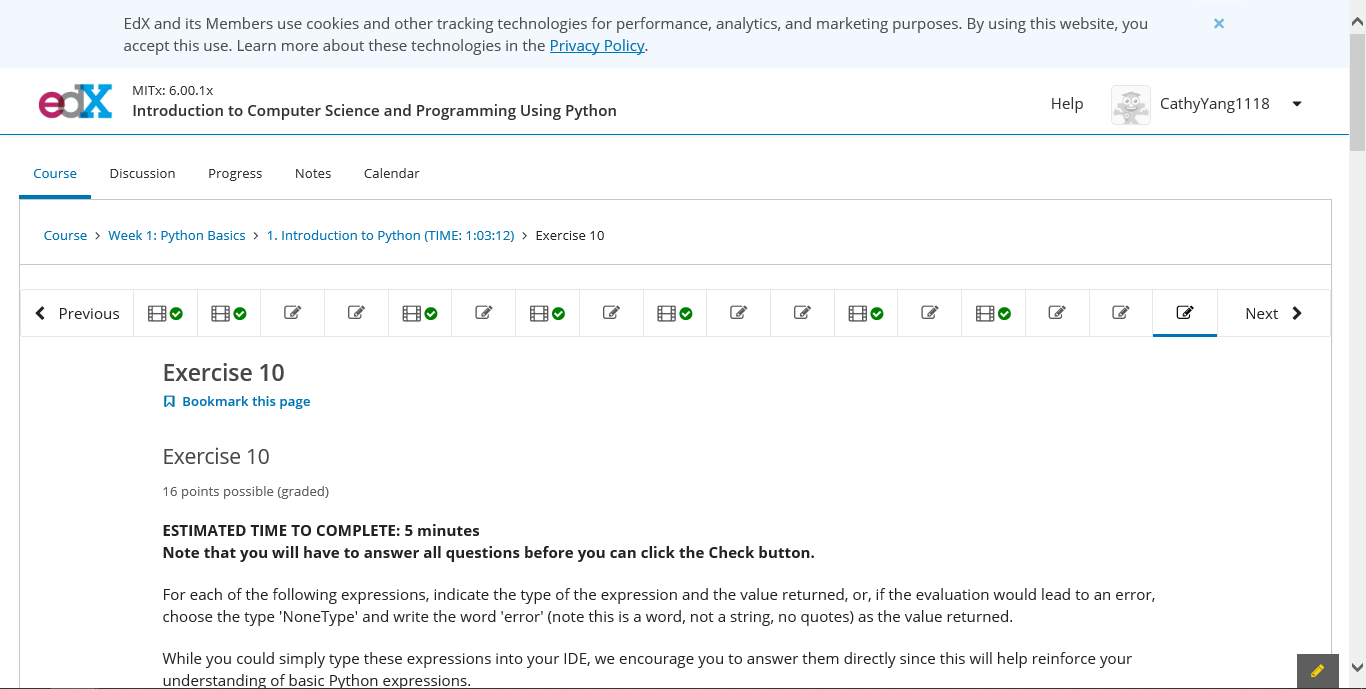 EdX and its Members use cookies and other tracking technologies for performance, analytics, and marketing purposes. By using this website, you
accept this use. Learn more about these technologies in the Privacy Policy.
edX
MITx: 6.00.1x
Introduction to Computer Science and Programming Using Python
Help
CathyYang1118
Course Discussion Progress Notes Calendar
Course > Week 1: Python Basics > 1. Introduction to Python (TIME: 1:03:12) > Exercise 10
Previous Next
Exercise 10
Bookmark this page
Exercise 10
16 points possible (graded)
ESTIMATED TIME TO COMPLETE: 5 minutes
Note that you will have to answer all questions before you can click the Check button.
For each of the following expressions, indicate the type of the expression and the value returned, or, if the evaluation would lead to an error,
choose the type 'NoneType' and write the word 'error' (note this is a word, not a string, no quotes) as the value returned.
While you could simply type these expressions into your IDE, we encourage you to answer them directly since this will help reinforce your
understanding of basic Python expressions.